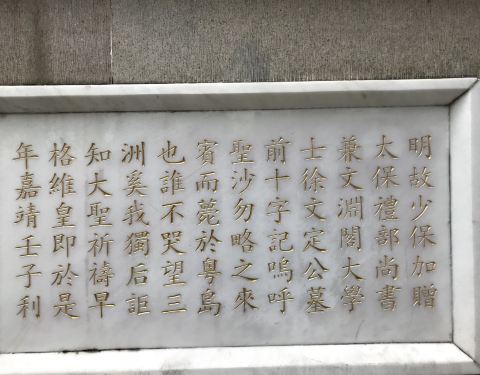 明故少保加贈
太保禮部尚書
兼文淵閣大學
士徐文定公墓
前十字記嗚呼
聖沙勿略之來
賓而薨於粵島
也誰不哭望三
洲奚我獨后詎
知大聖祈禱早
格維皇即於是
年嘉靖壬子利